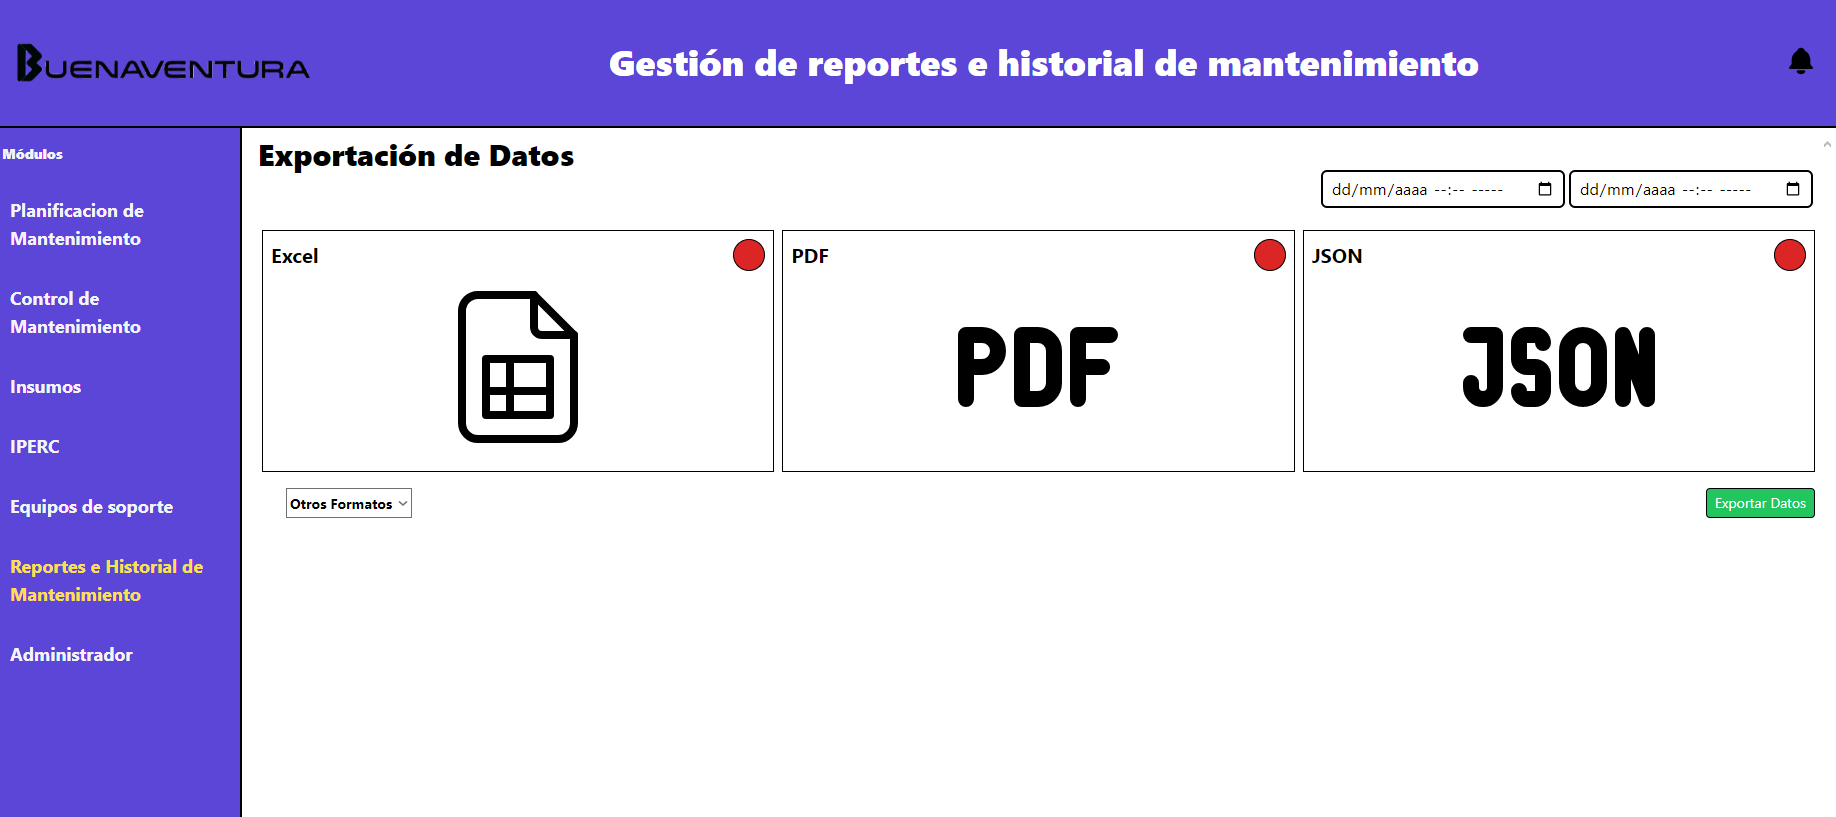 BUENAVENTURA
Gestión de reportes e historial de mantenimiento
Módulos
Planificacion de
Mantenimiento
Control de
Mantenimiento
Insumos
IPERC
Equipos de soporte
Reportes e Historial de
Mantenimiento
Administrador
Exportación de Datos
dd/mm/aaaa --:-- ----- dd/mm/aaaa --:-- -----
Excel
PDF
JSON
PDF
JSON
Otros Formatos
Exportar Datos